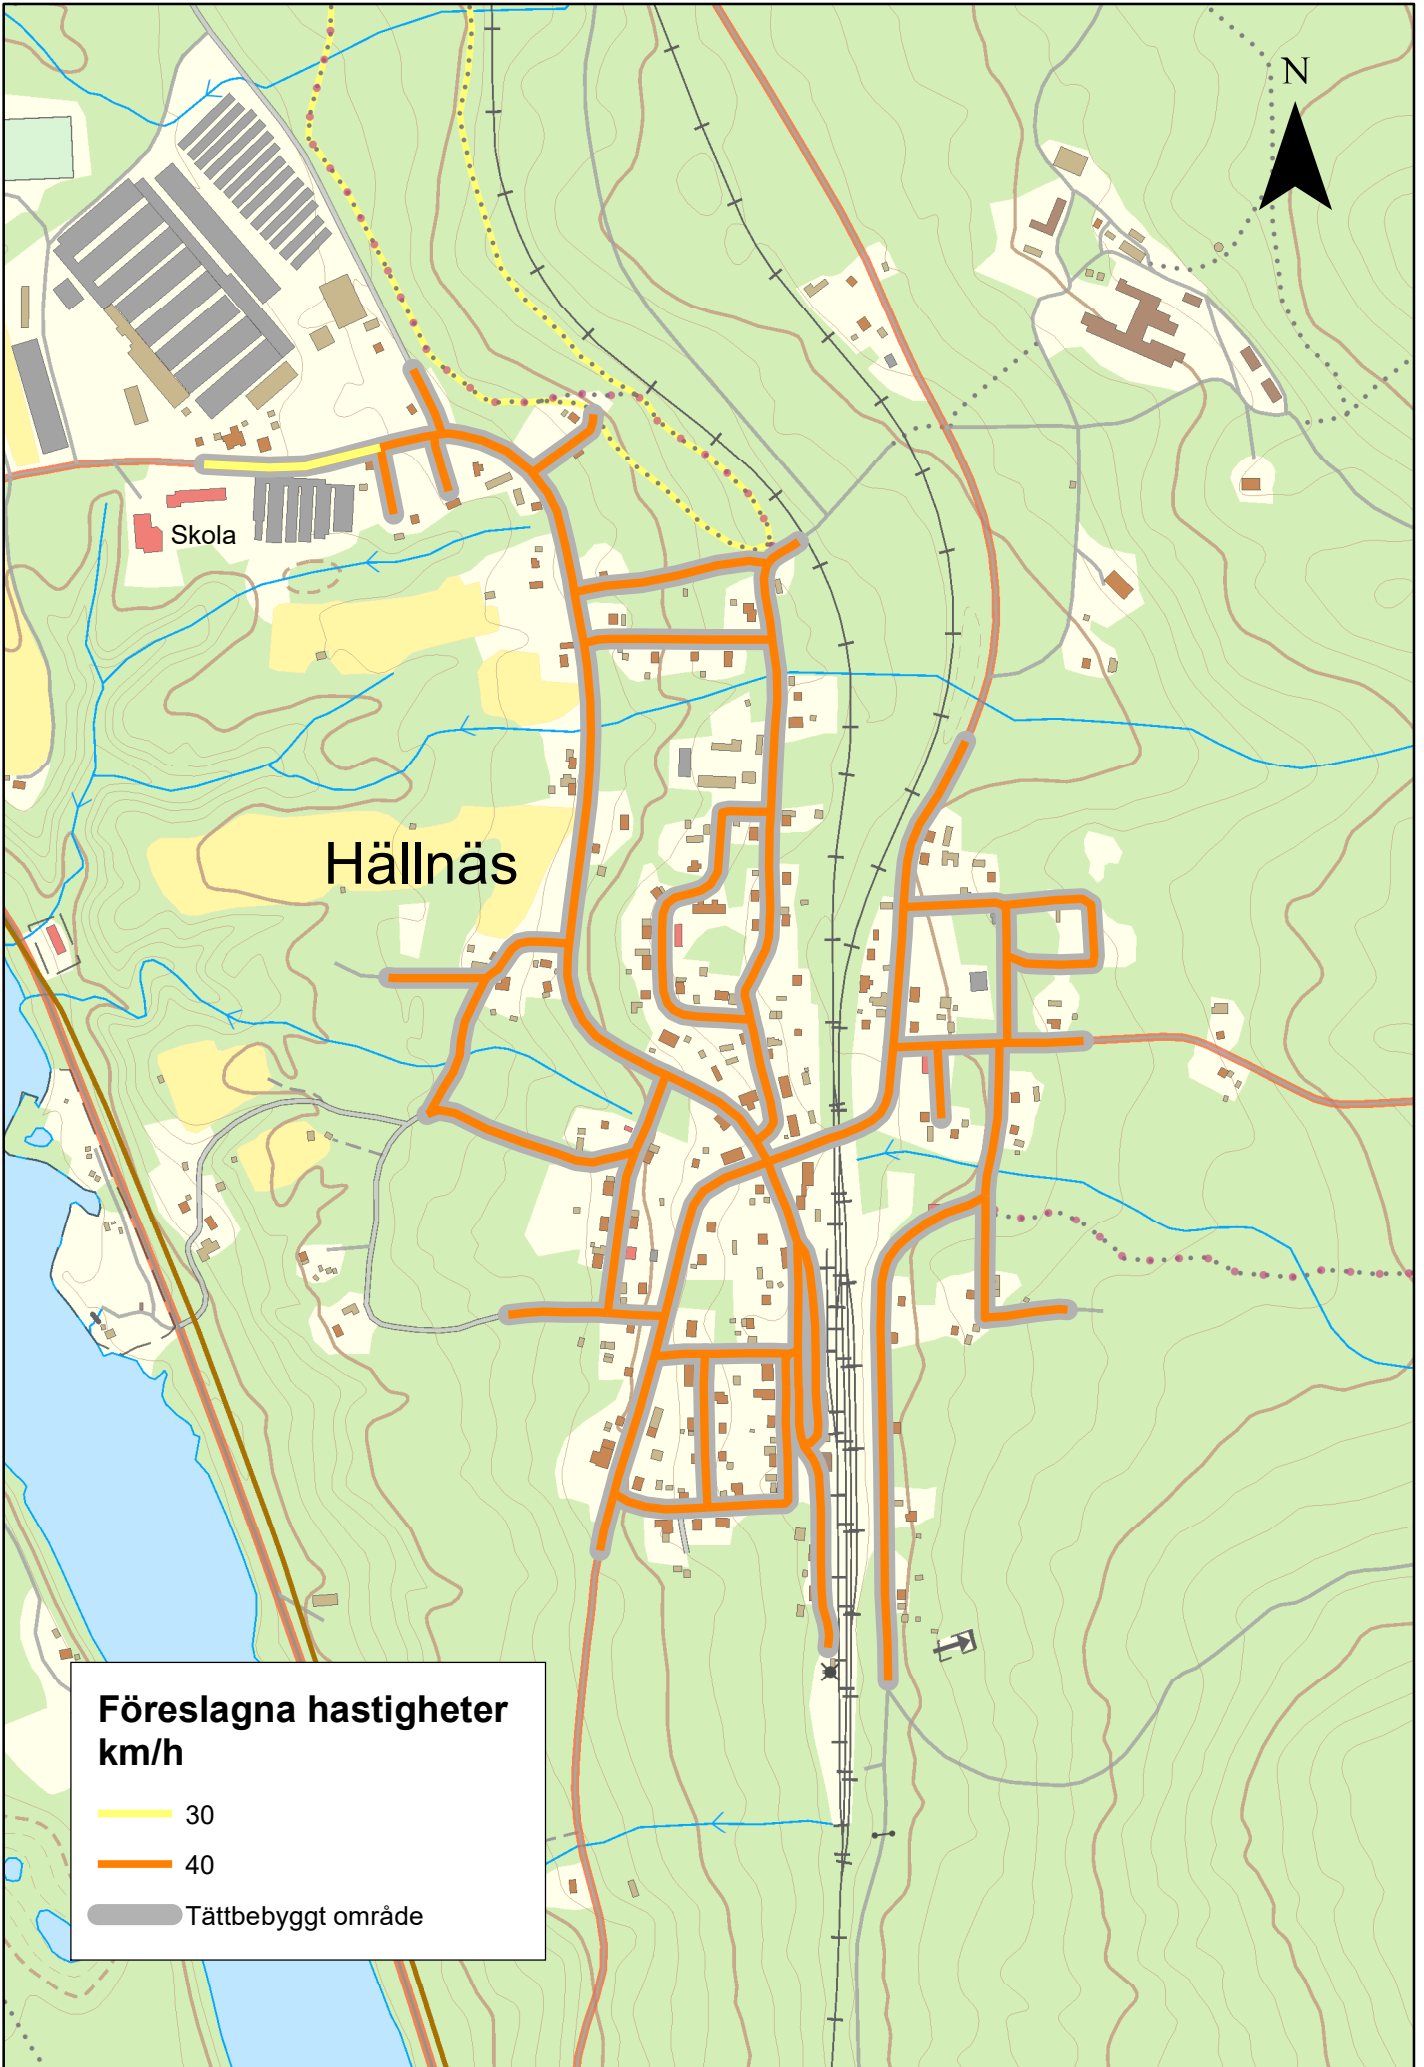 N
Skola
Hällnäs
Föreslagna hastigheter
km/h
30
40
Tättbebyggt område